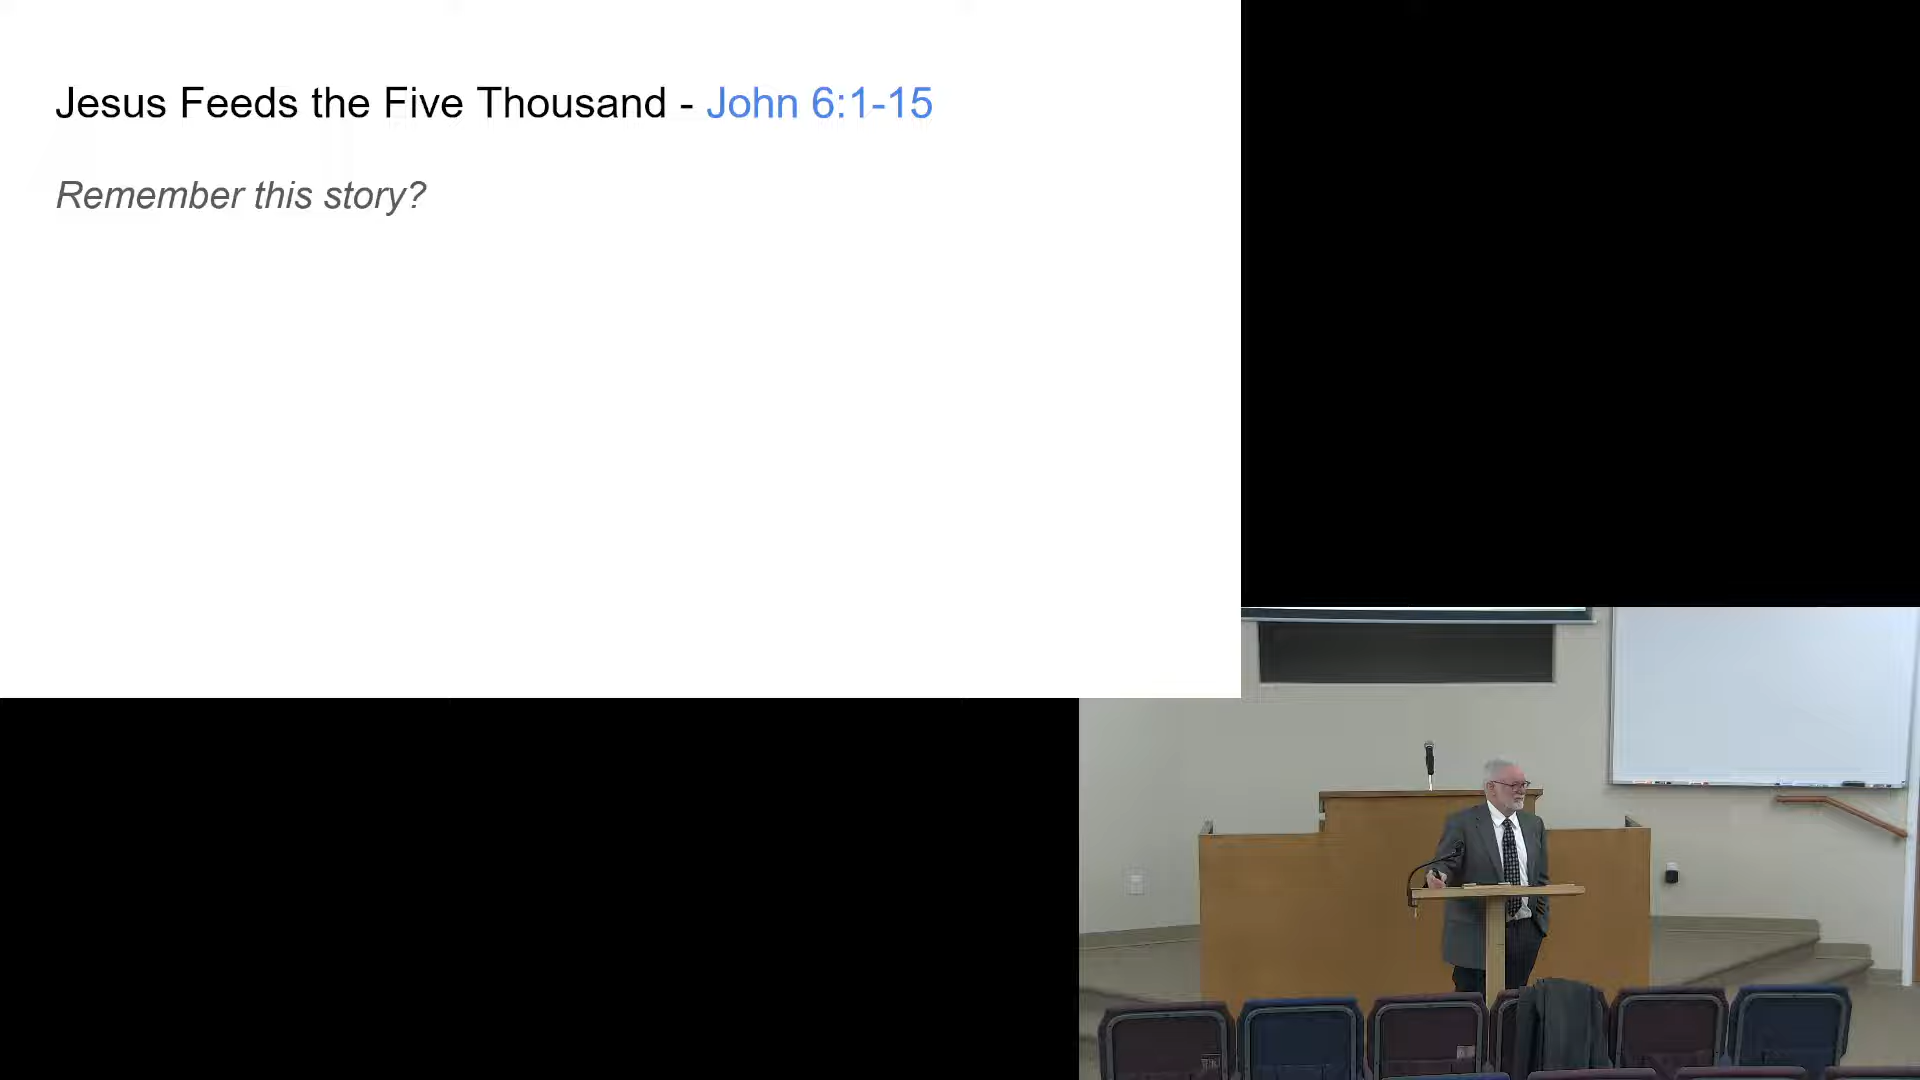 Jesus Feeds the Five Thousand - John 6:1-15
Remember this story?